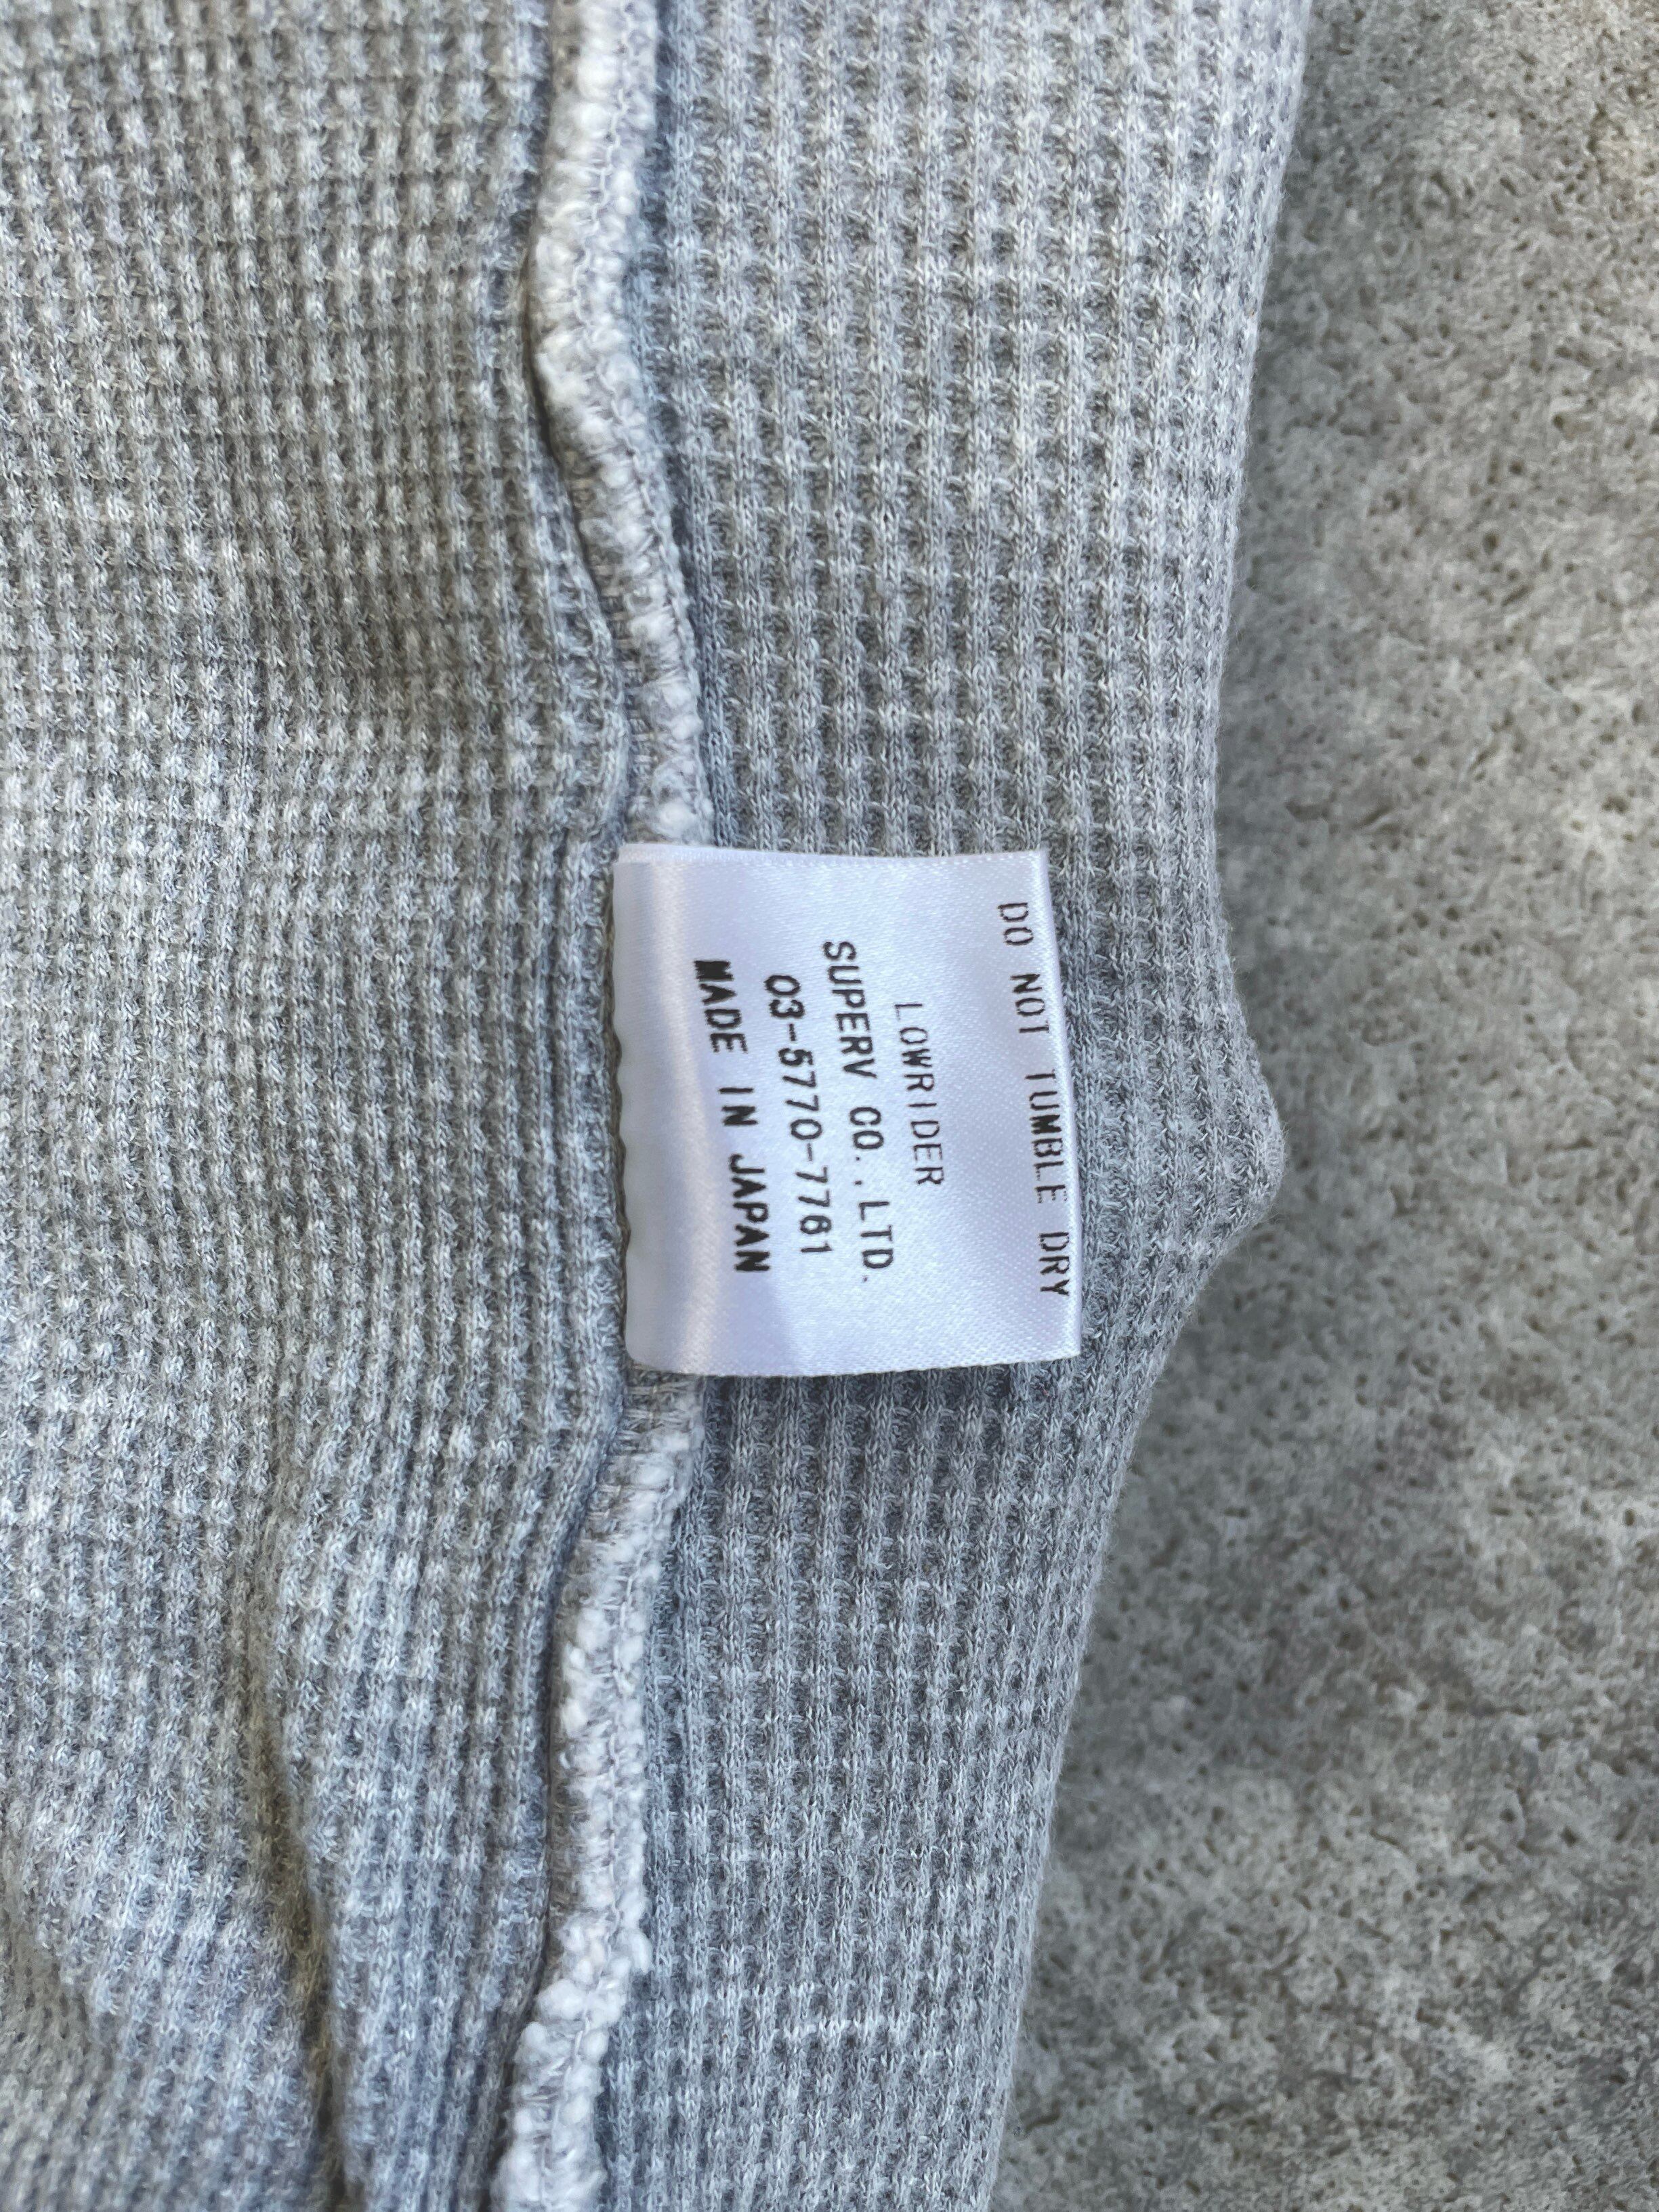 DO NOT TUMBLE DRY
LOWRIDER
SUPERV CO.,LTD.
03-5770-7761
MADE IN JAPAN